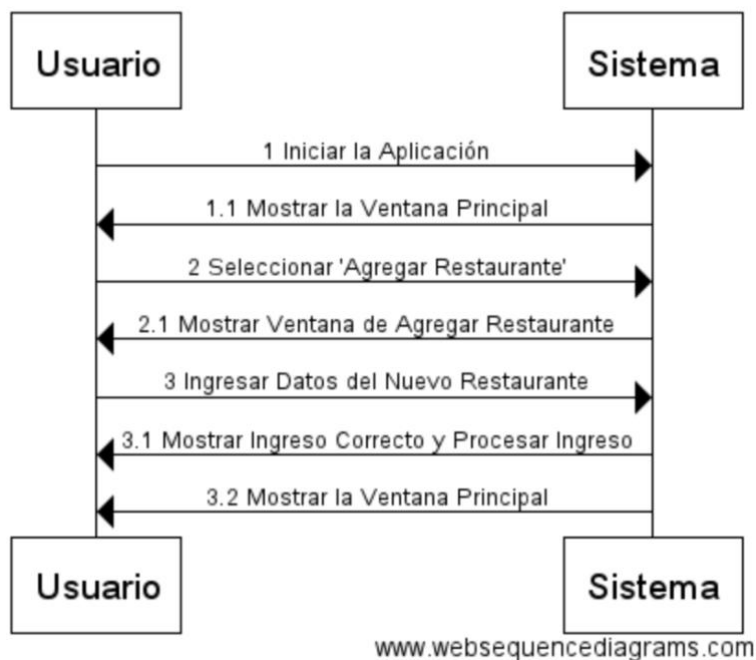 Usuario
Sistema
1 Iniciar la Aplicación
1.1 Mostrar la Ventana Principal
2 Seleccionar 'Agregar Restaurante'
2.1 Mostrar Ventana de Agregar Restaurante
3 Ingresar Datos del Nuevo Restaurante
3.1 Mostrar Ingreso Correcto y Procesar Ingreso
3.2 Mostrar la Ventana Principal
Usuario
Sistema
www.websequencediagrams.com